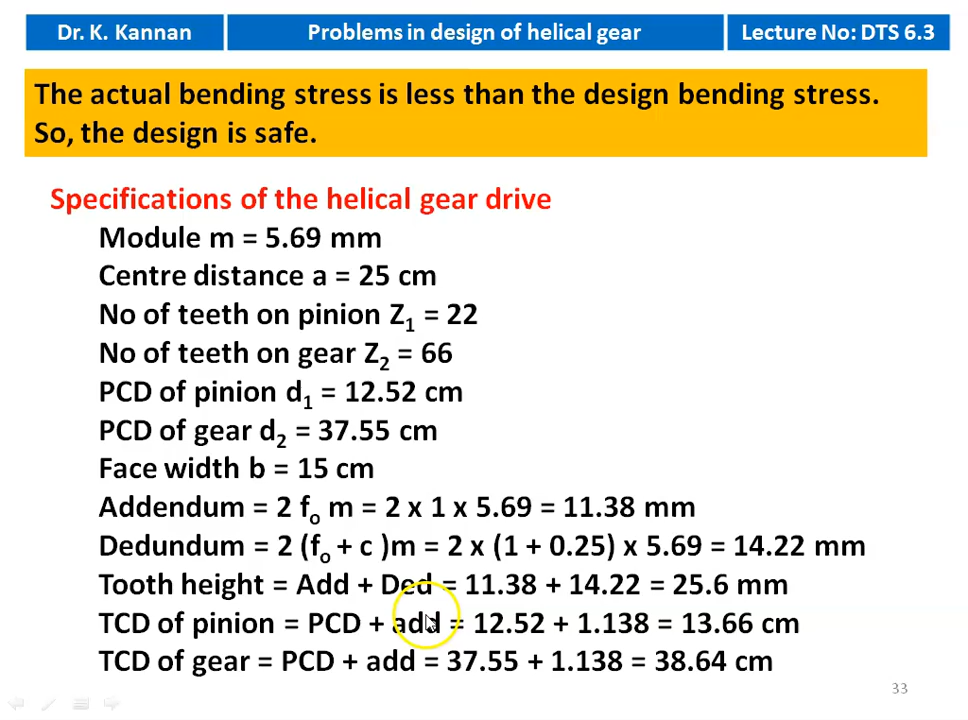 Dr. K. Kannan
Problems in design of helical gear
Lecture No: DTS 6.3
The actual bending stress is less than the design bending stress.
So, the design is safe.
Specifications of the helical gear drive
Module m = 5.69 mm
Centre distance a = 25 cm
No of teeth on pinion Z₁ = 22
No of teeth on gear Z₂ = 66
PCD of pinion d₁ = 12.52 cm
PCD of gear d₂ = 37.55 cm
Face width b = 15 cm
Addendum = 2 fₒ m = 2 x 1 x 5.69 = 11.38 mm
Dedundum = 2 (fₒ + c )m = 2 x (1 + 0.25) x 5.69 = 14.22 mm
Tooth height = Add + Ded = 11.38 + 14.22 = 25.6 mm
TCD of pinion = PCD + add = 12.52 + 1.138 = 13.66 cm
TCD of gear = PCD + add = 37.55 + 1.138 = 38.64 cm
33